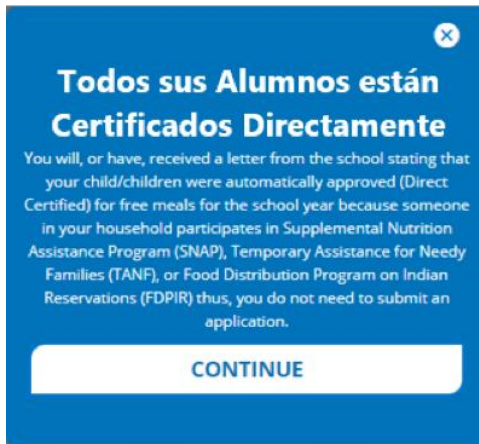 Todos sus Alumnos están
Certificados Directamente
You will, or have, received a letter from the school stating that
your child/children were automatically approved (Direct
Certified) for free meals for the school year because someone
in your household participates in Supplemental Nutrition
Assistance Program (SNAP), Temporary Assistance for Needy
Families (TANF), or Food Distribution Program on Indian
Reservations (FDPIR) thus, you do not need to submit an
application.
CONTINUE